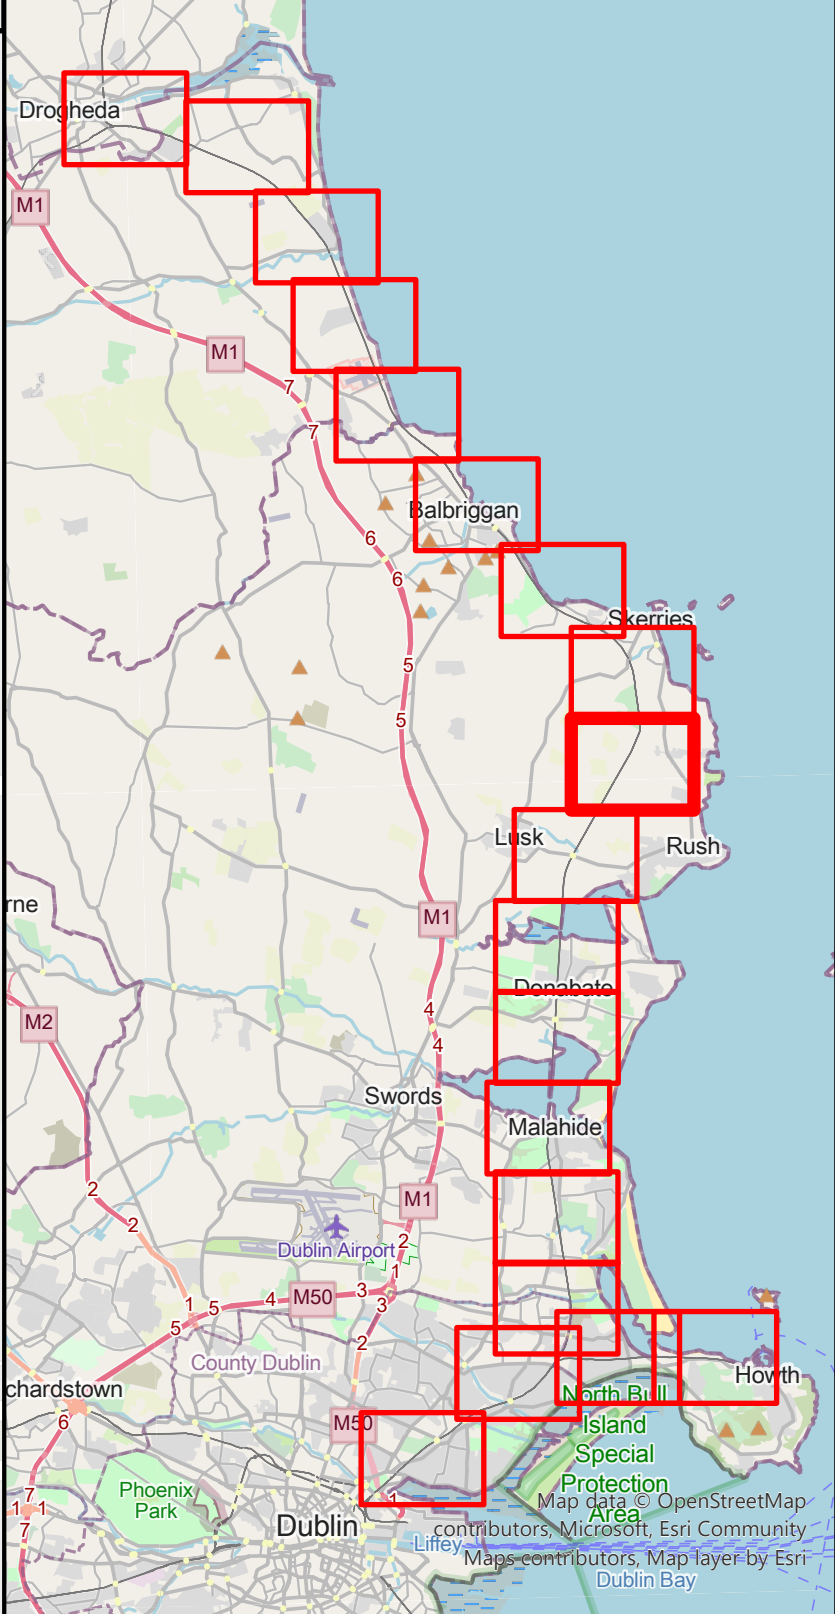 Drogheda
M1
M1
7
7
Balbriggan
6
6
Skerries
5
5
Lusk
Rush
rne
M1
Donabate
4
M2
4
Swords
Malahide
2
M1
2
Dublin Airport
2
1
3
M50
4
1
5
3
5
2
County Dublin
Howth
chardstown
North Bull
Island
Special
Protection
Area
6
M50
Phoenix
Park
7
1
1
7
1
Dublin
Liffey
Map data © OpenStreetMap
contributors, Microsoft, Esri Community
Maps contributors, Map layer by Esri
Dublin Bay